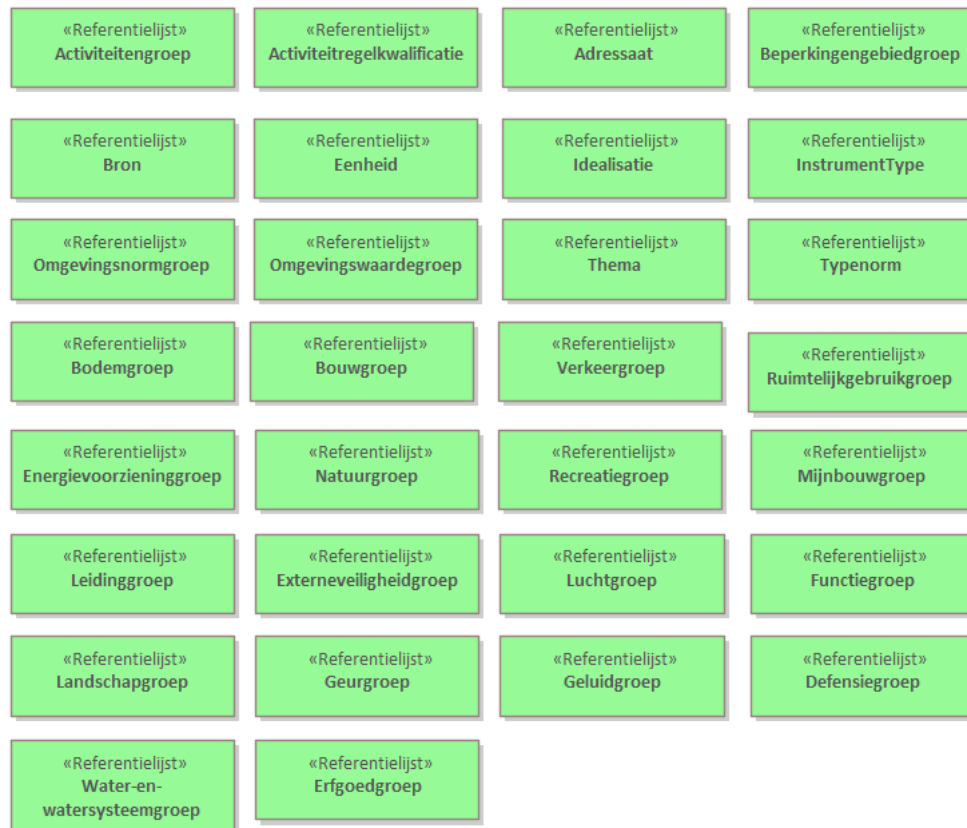 «Referentielijst»
Activiteitengroep
«Referentielijst»
Activiteitregelkwalificatie
«Referentielijst»
Adressaat
«Referentielijst»
Beperkingengebiedgroep
«Referentielijst»
Bron
«Referentielijst»
Eenheid
«Referentielijst»
Idealisatie
«Referentielijst»
InstrumentType
«Referentielijst»
Omgevingsnormgroep
«Referentielijst»
Omgevingswaardegroep
«Referentielijst»
Thema
«Referentielijst»
Typenorm
«Referentielijst»
Bodemgroep
«Referentielijst»
Bouwgroep
«Referentielijst»
Verkeergroep
«Referentielijst»
Ruimtelijkgebruikgroep
«Referentielijst»
Energievoorzieninggroep
«Referentielijst»
Natuurgroep
«Referentielijst»
Recreatiegroep
«Referentielijst»
Mijnbouwgroep
«Referentielijst»
Leidinggroep
«Referentielijst»
Externeveiligheidgroep
«Referentielijst»
Luchtgroep
«Referentielijst»
Functiegroep
«Referentielijst»
Landschapgroep
«Referentielijst»
Geurgroep
«Referentielijst»
Geluidgroep
«Referentielijst»
Defensiegroep
«Referentielijst»
Water-en-
watersysteemgroep
«Referentielijst»
Erfgoedgroep